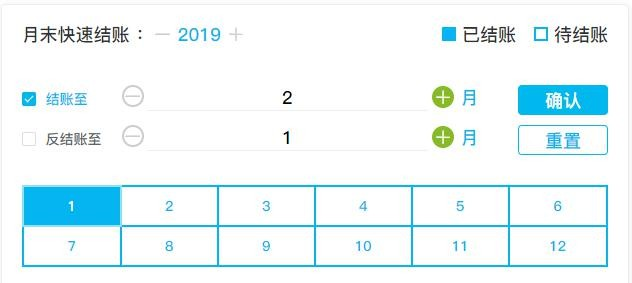 月末快速结账： − 2019 + 已结账 待结账
结账至 − 2 + 月 确认
反结账至 − 1 + 月 重置
1 2 3 4 5 6
7 8 9 10 11 12